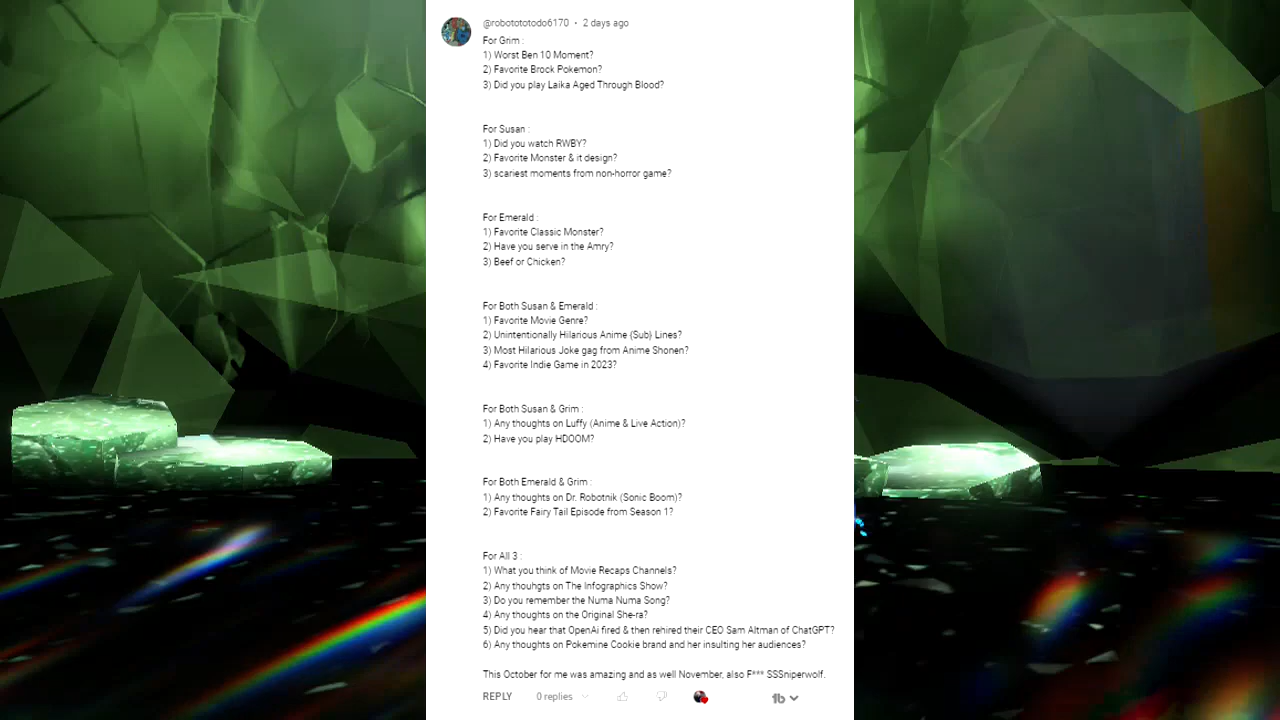 @robotototodo6170 · 2 days ago
For Grim :
1) Worst Ben 10 Moment?
2) Favorite Brock Pokemon?
3) Did you play Laika Aged Through Blood?
For Susan :
1) Did you watch RWBY?
2) Favorite Monster & it design?
3) scariest moments from non-horror game?
For Emerald :
1) Favorite Classic Monster?
2) Have you serve in the Amry?
3) Beef or Chicken?
For Both Susan & Emerald :
1) Favorite Movie Genre?
2) Unintentionally Hilarious Anime (Sub) Lines?
3) Most Hilarious Joke gag from Anime Shonen?
4) Favorite Indie Game in 2023?
For Both Susan & Grim :
1) Any thoughts on Luffy (Anime & Live Action)?
2) Have you play HDOOM?
For Both Emerald & Grim :
1) Any thoughts on Dr. Robotnik (Sonic Boom)?
2) Favorite Fairy Tail Episode from Season 1?
For All 3 :
1) What you think of Movie Recaps Channels?
2) Any thouhgts on The Infographics Show?
3) Do you remember the Numa Numa Song?
4) Any thoughts on the Original She-ra?
5) Did you hear that OpenAi fired & then rehired their CEO Sam Altman of ChatGPT?
6) Any thoughts on Pokemine Cookie brand and her insulting her audiences?
This October for me was amazing and as well November, also F*** SSSniperwolf.
REPLY 0 replies tb